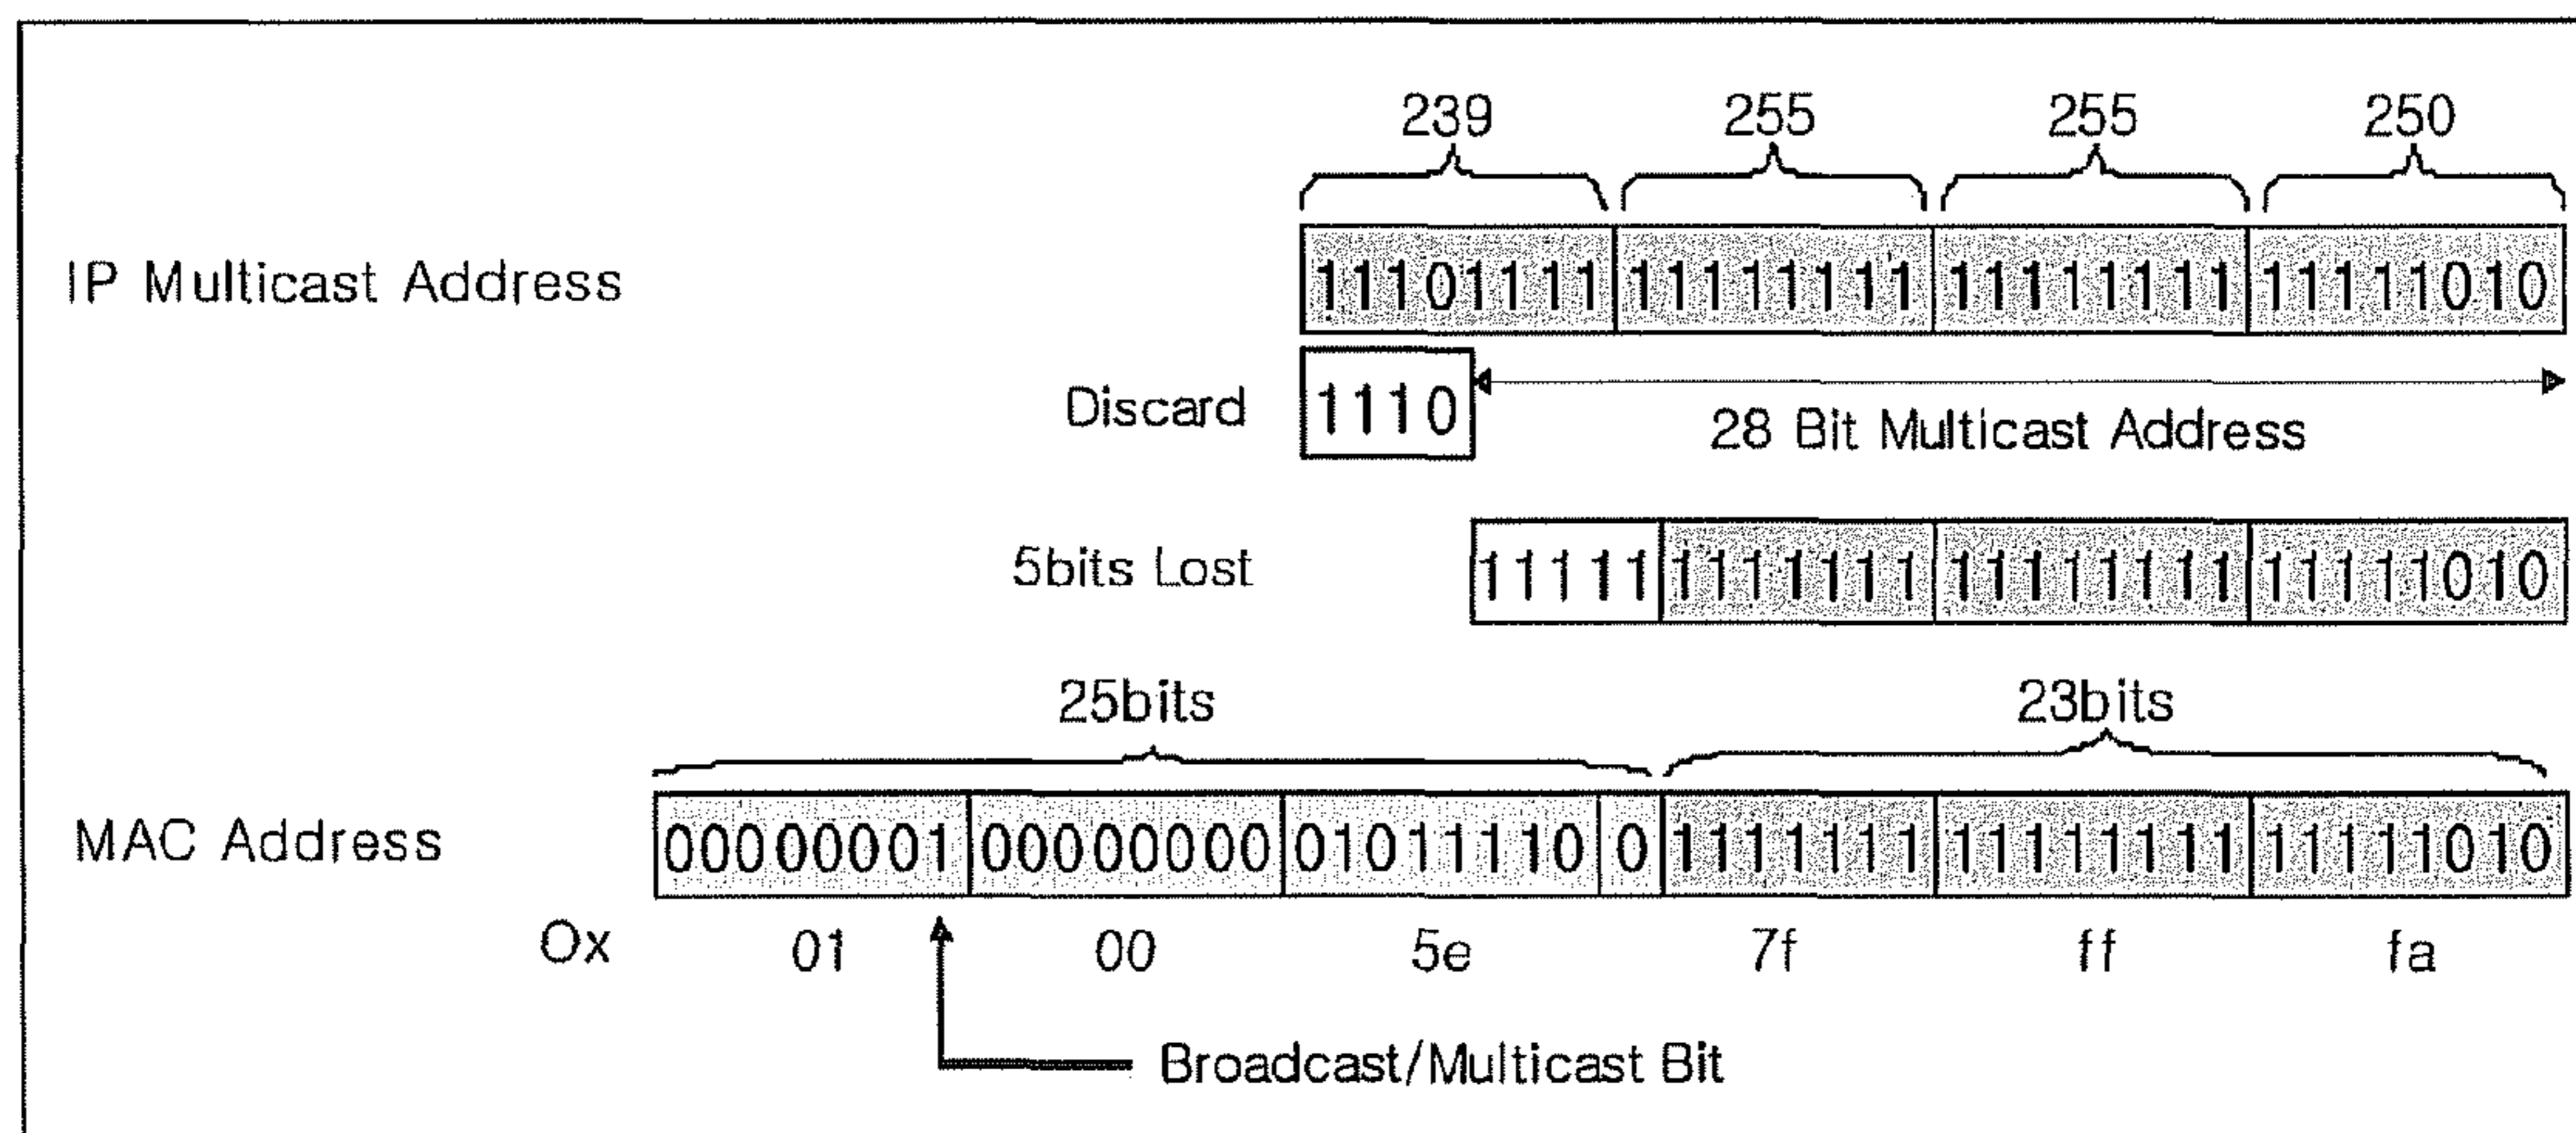 239 255 255 250
IP Multicast Address 11101111 11111111 11111111 11111010
Discard 1110 28 Bit Multicast Address
5bits Lost 11111 1111111 11111111 11111010
25bits 23bits
MAC Address 00000001 00000000 01011110 0 1111111 11111111 11111010
0x 01 00 5e 7f ff fa
Broadcast/Multicast Bit